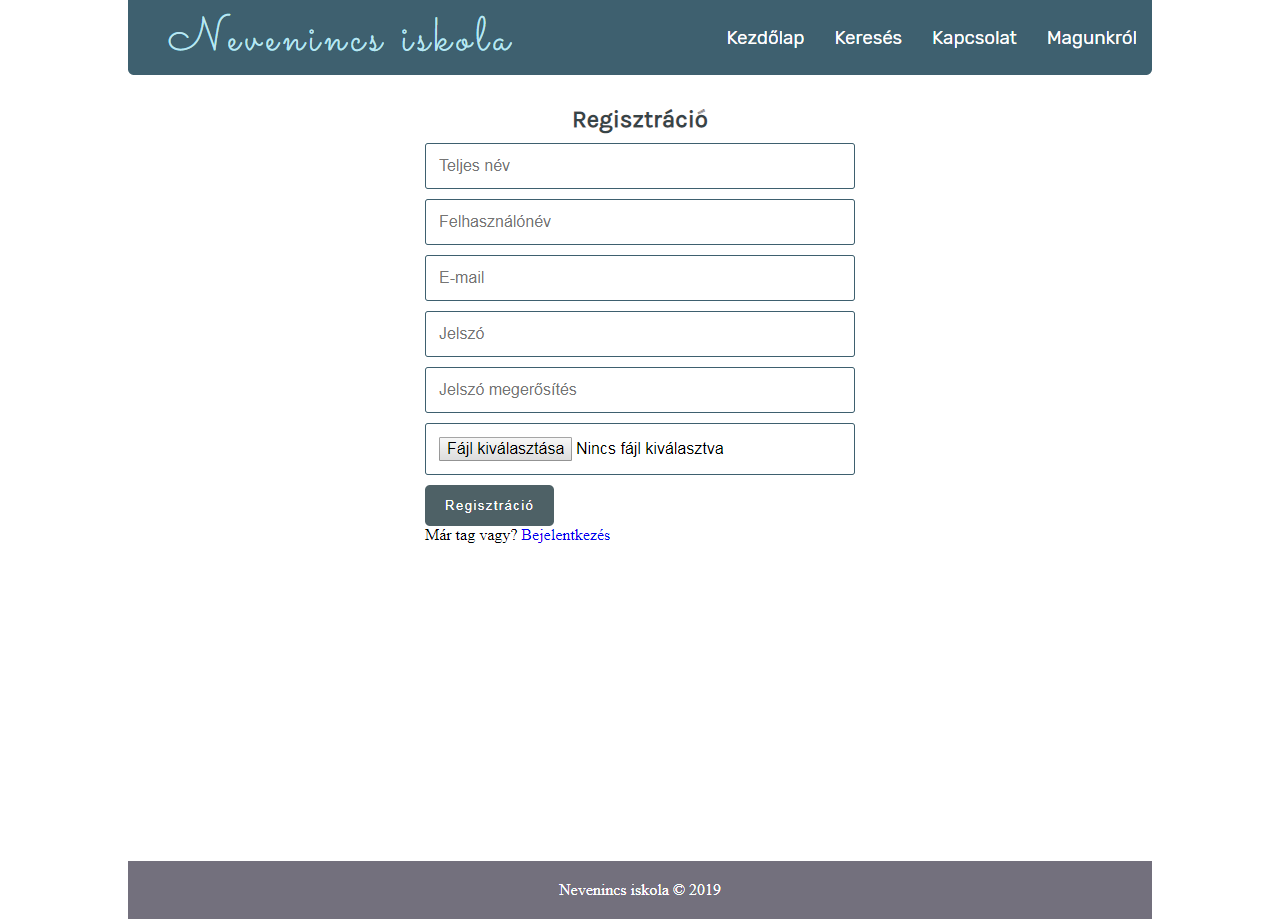 Nevenincs iskola
Kezdőlap Keresés Kapcsolat Magunkról
Regisztráció
Teljes név
Felhasználónév
E-mail
Jelszó
Jelszó megerősítés
Fájl kiválasztása Nincs fájl kiválasztva
Regisztráció
Már tag vagy? Bejelentkezés
Nevenincs iskola © 2019